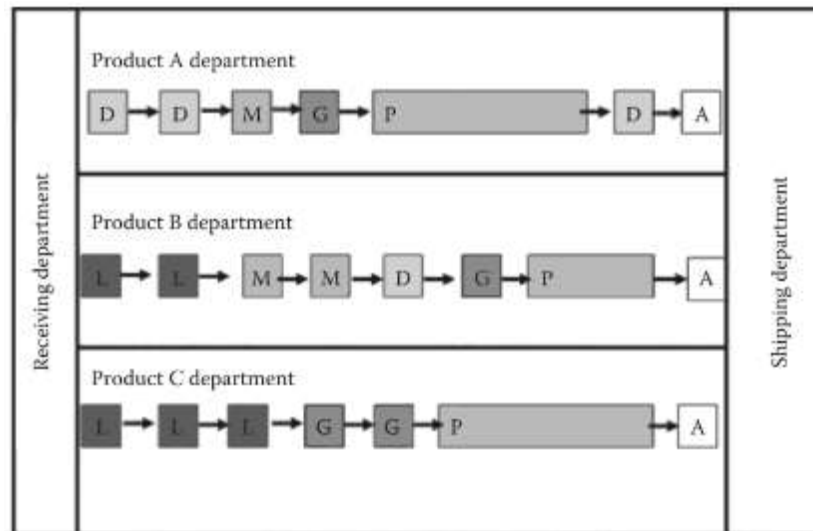 Receiving department
Product A department
D D M G P D A
Product B department
L L M M D G P A
Product C department
L L L G G P A
Shipping department